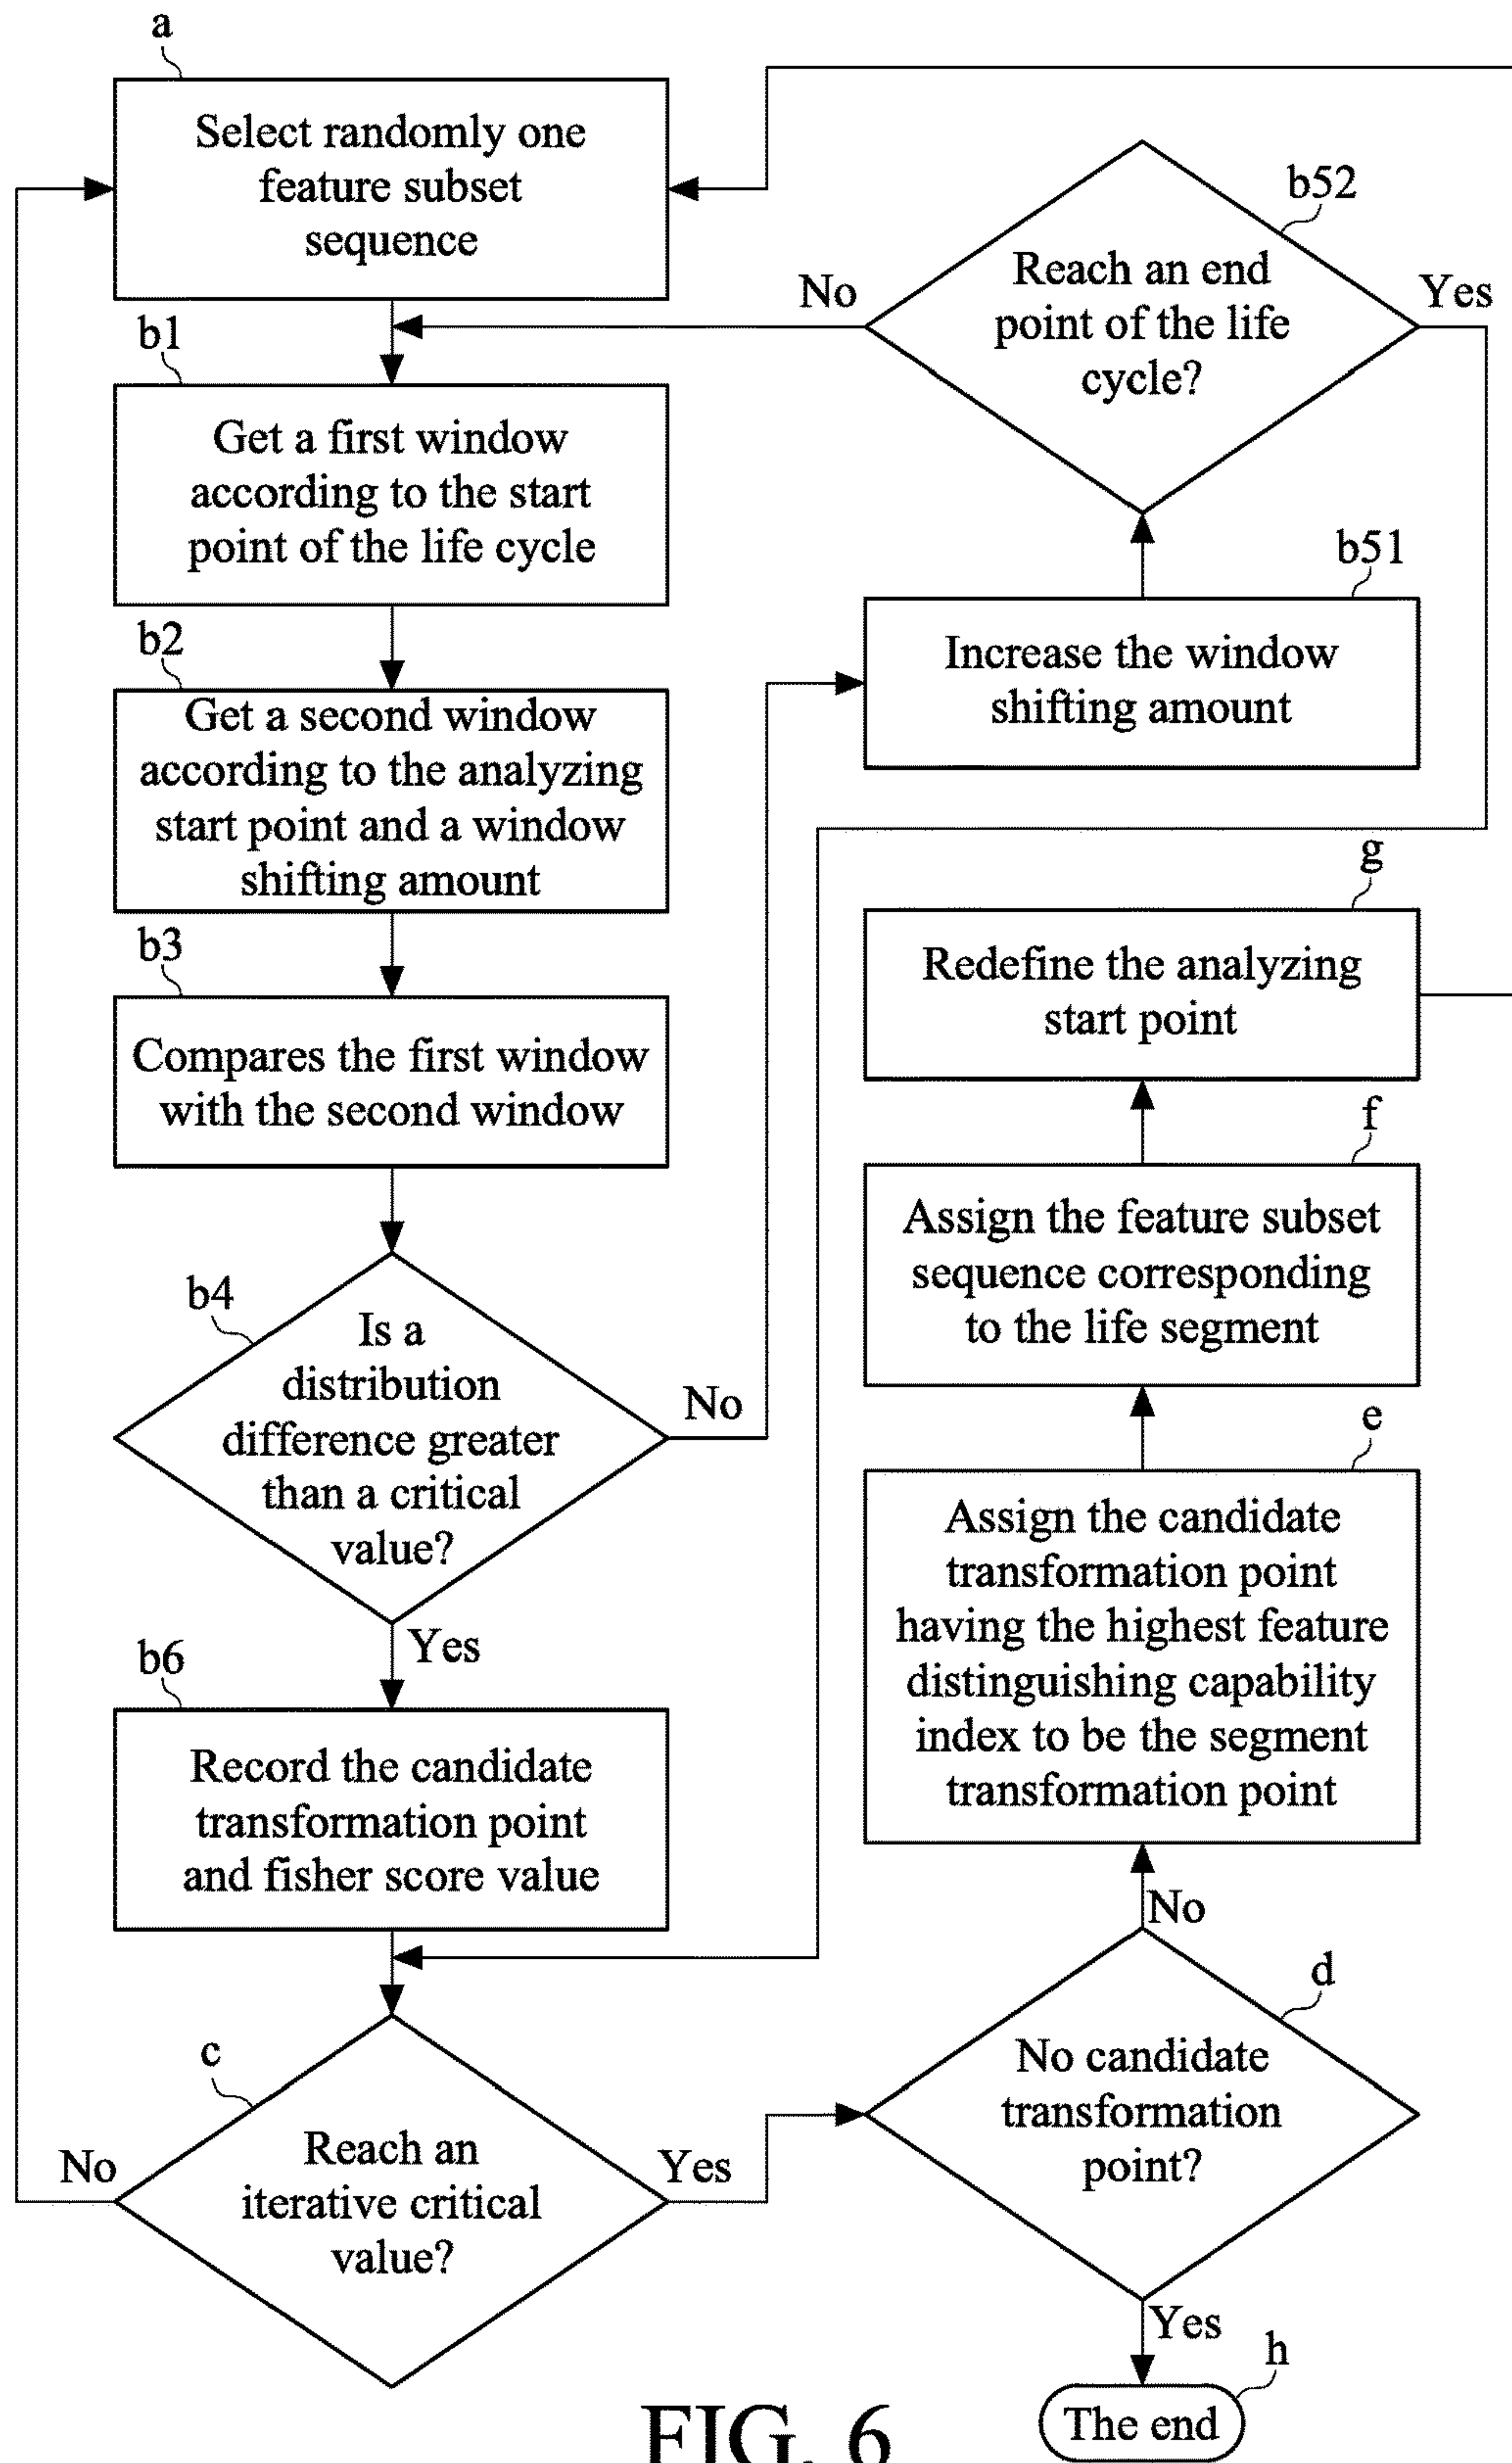 a
Select randomly one
feature subset
sequence
b1
Get a first window
according to the start
point of the life cycle
b2
Get a second window
according to the analyzing
start point and a window
shifting amount
b3
Compares the first window
with the second window
b4
Is a
distribution
difference greater
than a critical
value?
No
Yes
b6
Record the candidate
transformation point
and fisher score value
c
Reach an
iterative critical
value?
No
Yes
b52
Reach an end
point of the life
cycle?
No
Yes
b51
Increase the window
shifting amount
g
Redefine the analyzing
start point
f
Assign the feature subset
sequence corresponding
to the life segment
e
Assign the candidate
transformation point
having the highest feature
distinguishing capability
index to be the segment
transformation point
No
d
No candidate
transformation
point?
Yes
h
The end
FIG. 6